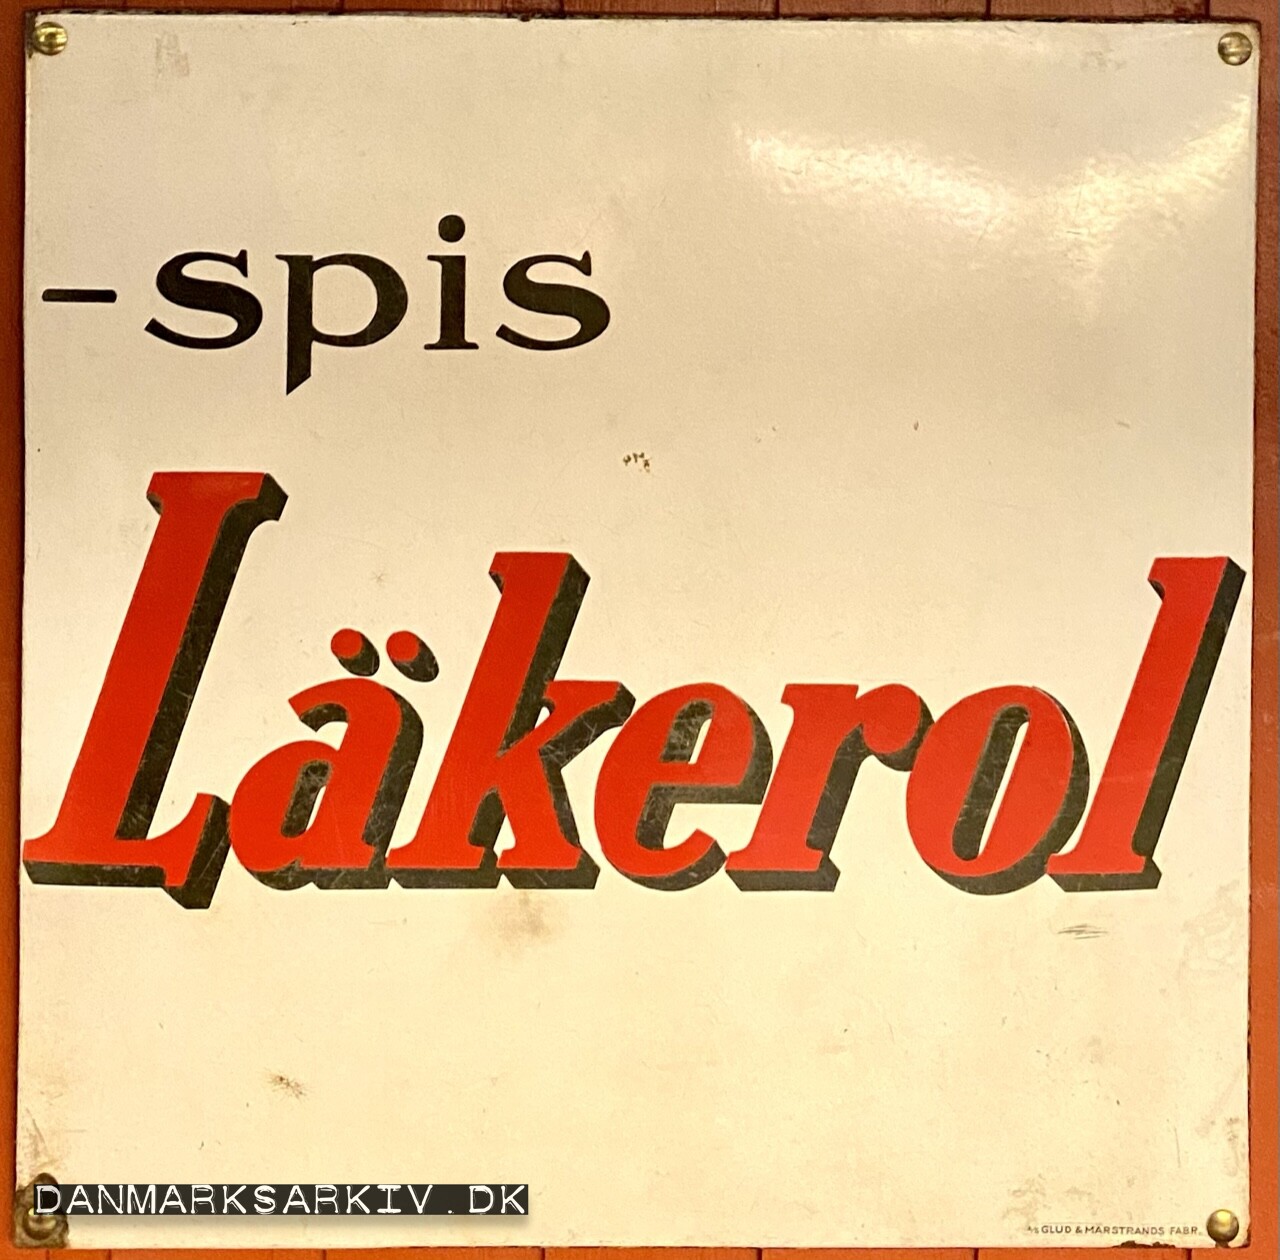 – spis
Läkerol
DANMARKSARKIV.DK
A/S GLUD & MARSTRANDS FABR.